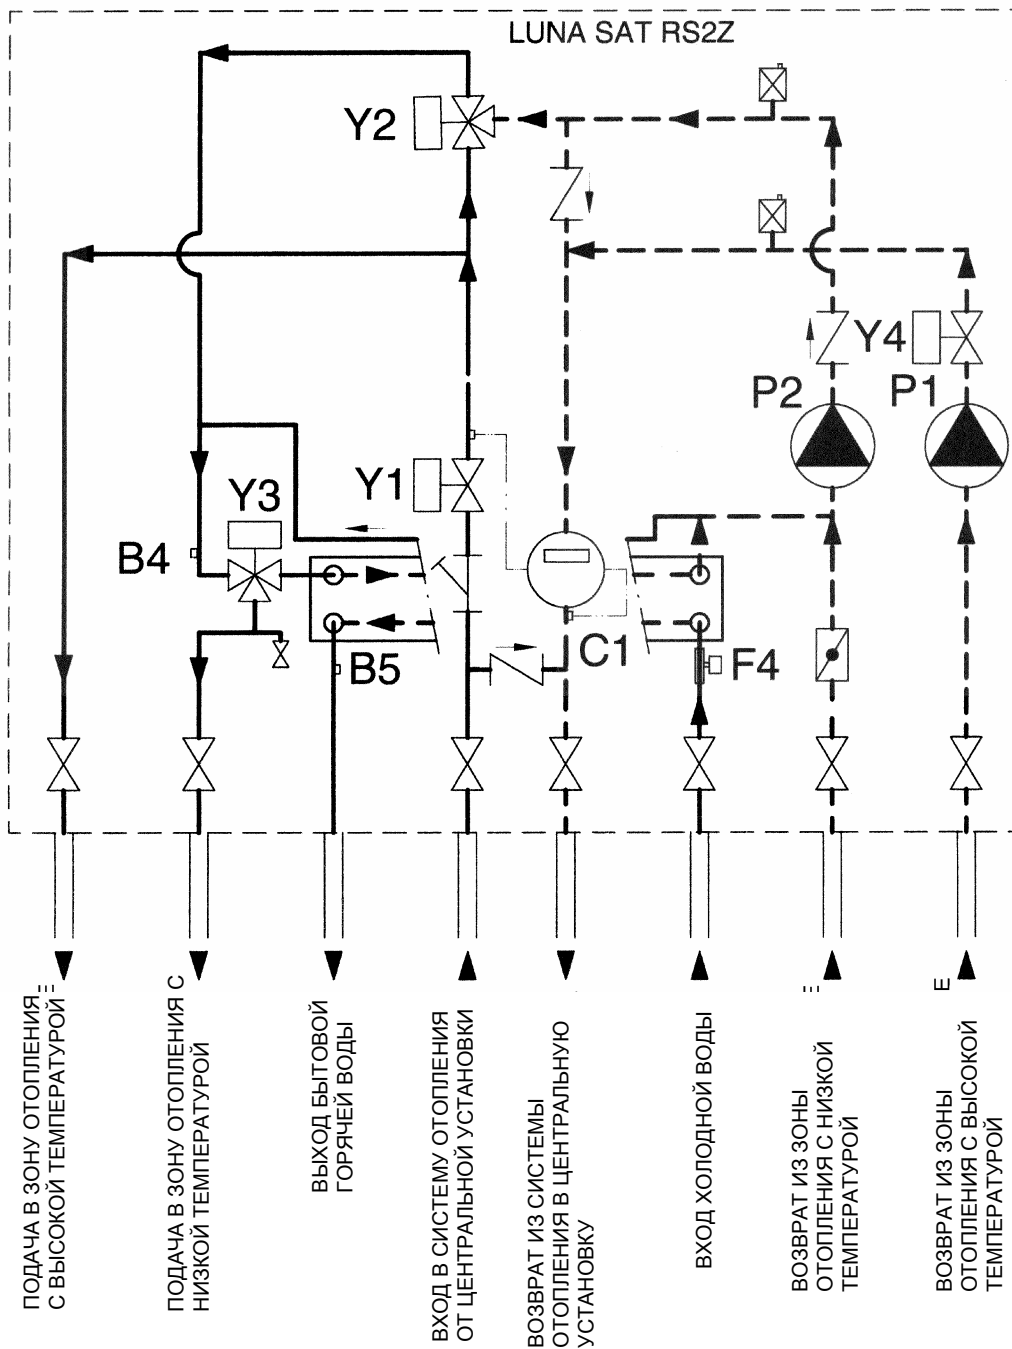 LUNA SAT RS2Z
Y2
Y4
P2
P1
Y1
Y3
B4
B5
C1
F4
ПОДАЧА В ЗОНУ ОТОПЛЕНИЯ
С ВЫСОКОЙ ТЕМПЕРАТУРОЙ
ПОДАЧА В ЗОНУ ОТОПЛЕНИЯ С
НИЗКОЙ ТЕМПЕРАТУРОЙ
ВЫХОД БЫТОВОЙ
ГОРЯЧЕЙ ВОДЫ
ВХОД В СИСТЕМУ ОТОПЛЕНИЯ
ОТ ЦЕНТРАЛЬНОЙ УСТАНОВКИ
ВОЗВРАТ ИЗ СИСТЕМЫ
ОТОПЛЕНИЯ В ЦЕНТРАЛЬНУЮ
УСТАНОВКУ
ВХОД ХОЛОДНОЙ ВОДЫ
ВОЗВРАТ ИЗ ЗОНЫ
ОТОПЛЕНИЯ С НИЗКОЙ
ТЕМПЕРАТУРОЙ
ВОЗВРАТ ИЗ ЗОНЫ
ОТОПЛЕНИЯ С ВЫСОКОЙ
ТЕМПЕРАТУРОЙ
E